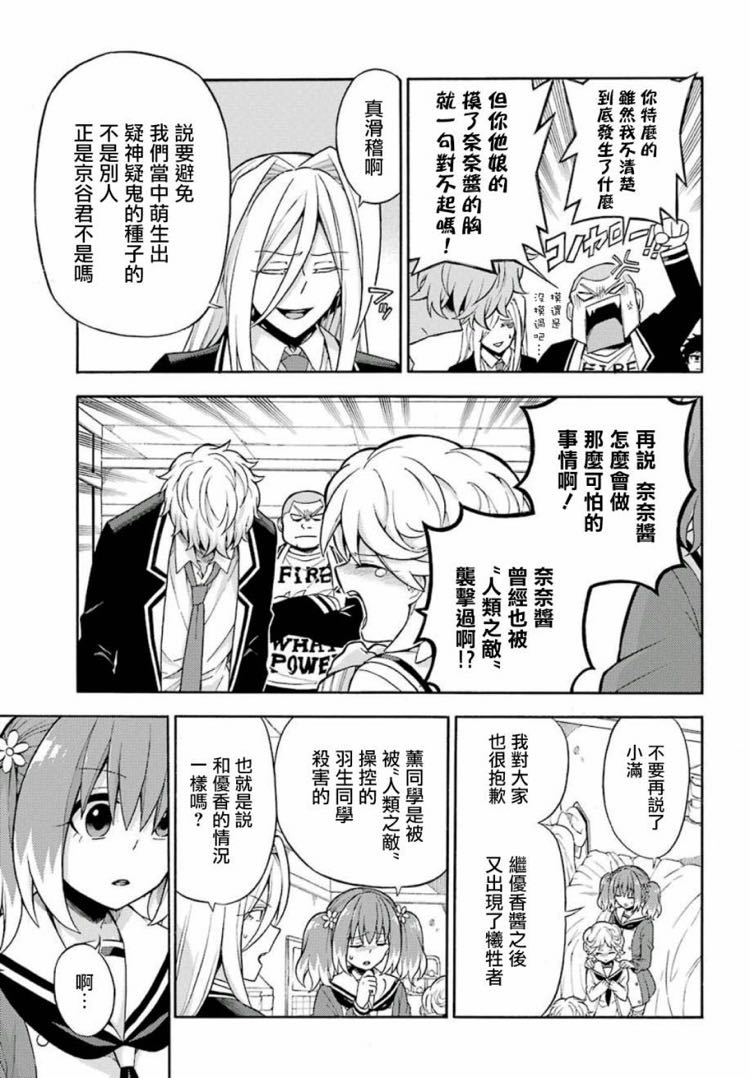 你特麼的
雖然我不清楚
到底發生了什麼
但你他娘的
摸了奈奈醬的胸
就一句對不起嗎！
コノヤロー！！
摸還是
沒摸過吧…
FIRE
真滑稽啊
說要避免
我們當中萌生出
疑神疑鬼的種子的
不是別人
正是京谷君不是嗎
再說 奈奈醬
怎麼會做
那麼可怕的
事情啊！
奈奈醬
曾經也被
〝人類之敵〞
襲擊過啊!?
FIRE
WHAT
POWER
不要再說了
小滿
我對大家
也很抱歉
繼優香醬之後
又出現了犧牲者
薰同學是被
被〝人類之敵〞
操控的
羽生同學
殺害的
也就是說
和優香的情況
一樣嗎？
啊…